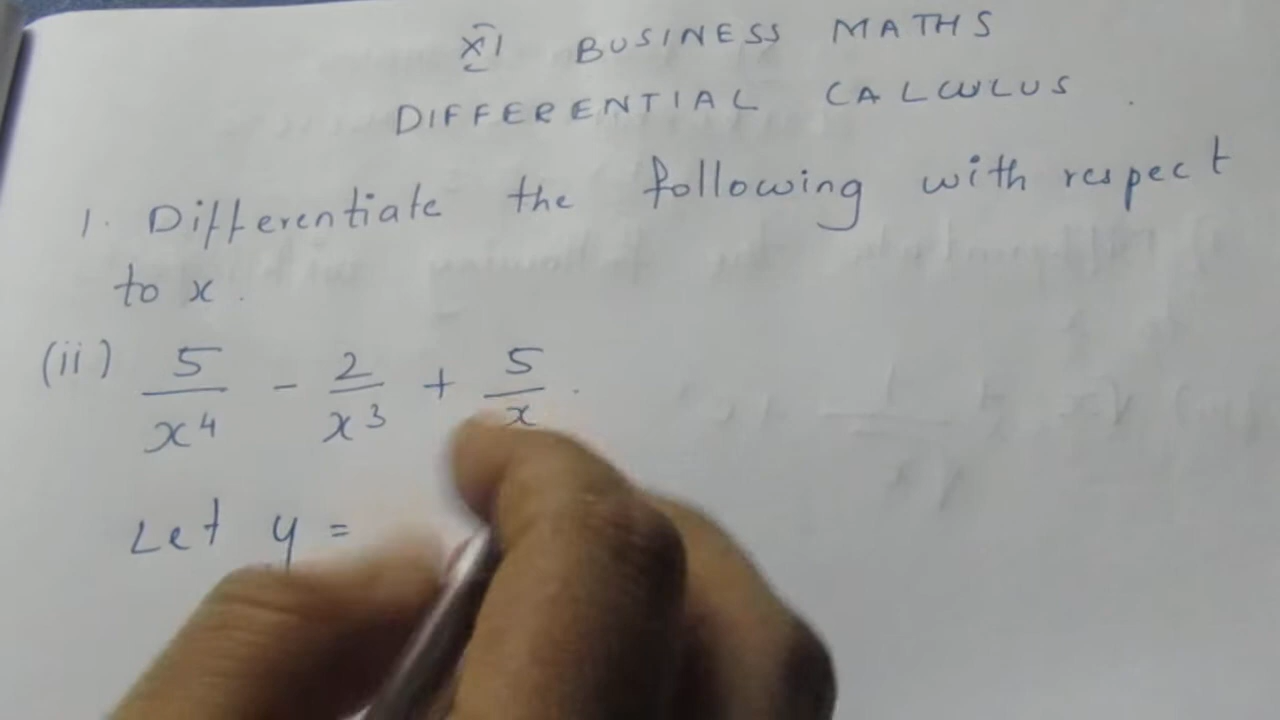 XI BUSINESS MATHS
DIFFERENTIAL CALCULUS.
1. Differentiate the following with respect
to x.
(ii) 5/x⁴ - 2/x³ + 5/x.
Let y =